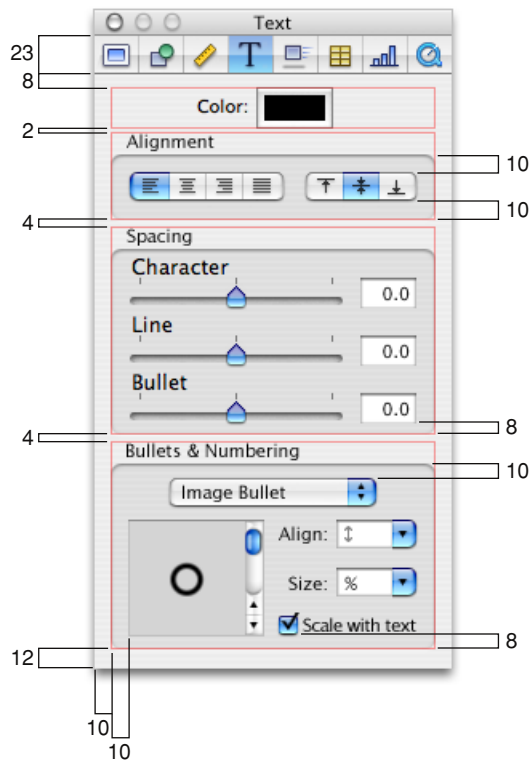 Text
23
T
8
Color:
2
Alignment
10
10
4
Spacing
Character
0.0
Line
0.0
Bullet
0.0
8
4
Bullets & Numbering
10
Image Bullet
Align:
Size: %
Scale with text
8
12
10
10